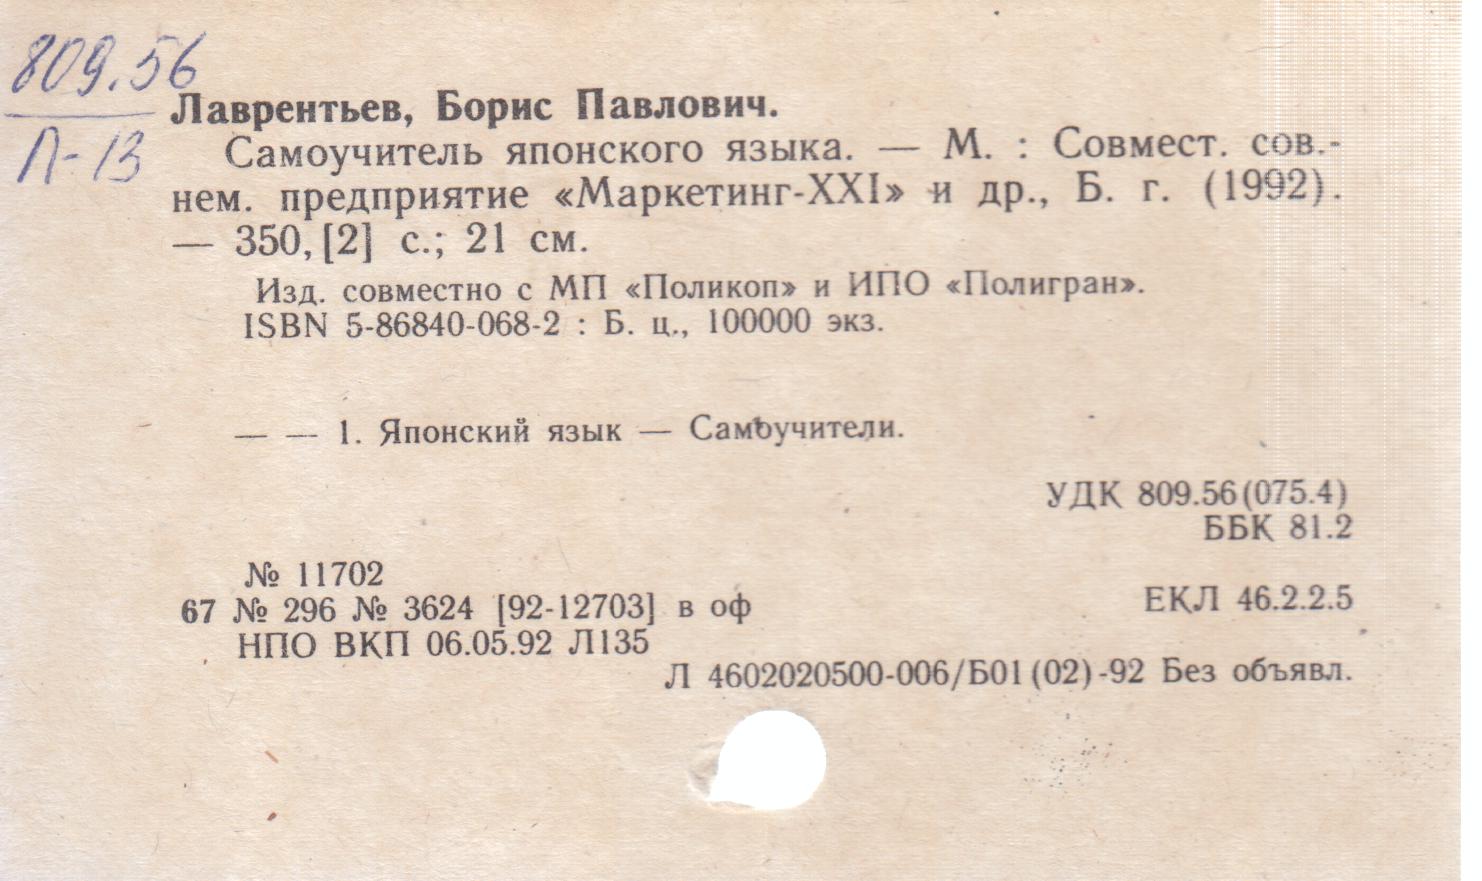 809.56
Л-13
Лаврентьев, Борис Павлович.
Самоучитель японского языка. — М. : Совмест. сов.-
нем. предприятие «Маркетинг-XXI» и др., Б. г. (1992).
— 350, [2] с.; 21 см.
Изд. совместно с МП «Поликоп» и ИПО «Полигран».
ISBN 5-86840-068-2 : Б. ц., 100000 экз.
— — 1. Японский язык — Самоучители.
УДК 809.56(075.4)
ББК 81.2
№ 11702
67 № 296 № 3624 [92-12703] в оф
ЕКЛ 46.2.2.5
НПО ВКП 06.05.92 Л135
Л 4602020500-006/Б01(02)-92 Без объявл.